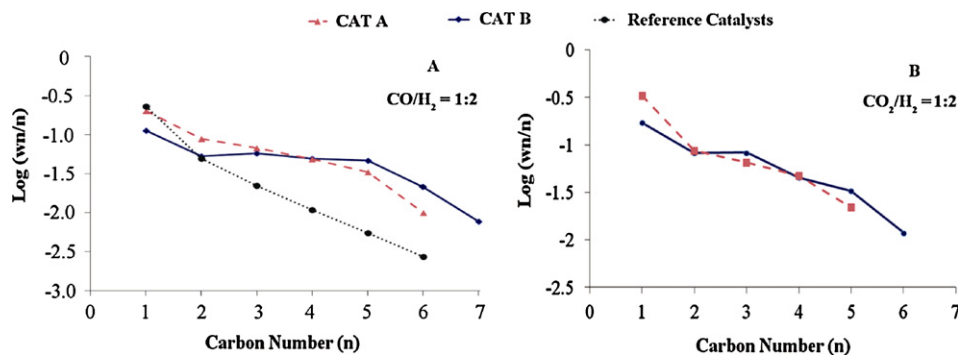 CAT A CAT B Reference Catalysts
A
CO/H₂ = 1:2
Log (wn/n)
0
-0.5
-1.0
-1.5
-2.0
-2.5
-3.0
0 1 2 3 4 5 6 7
Carbon Number (n)
B
CO₂/H₂ = 1:2
Log (wn/n)
0
-0.5
-1
-1.5
-2
-2.5
0 1 2 3 4 5 6 7
Carbon Number (n)